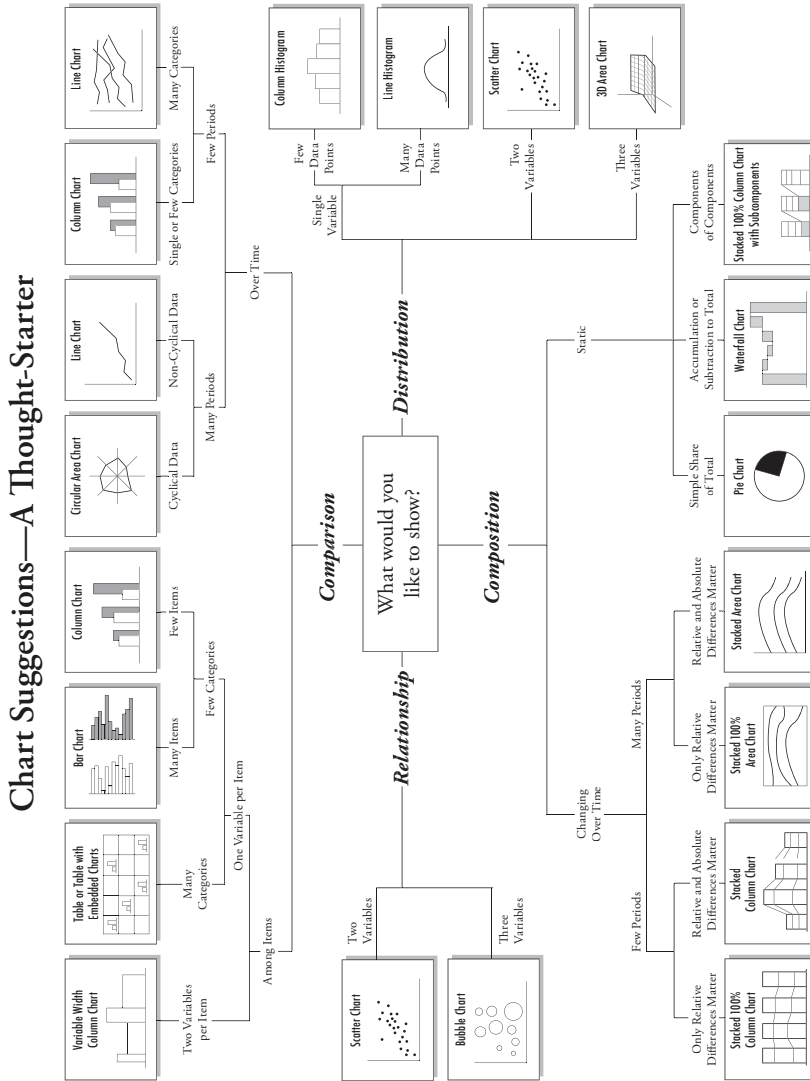 Chart Suggestions—A Thought-Starter
Variable Width
Column Chart
Table or Table with
Embedded Charts
Bar Chart
Column Chart
Circular Area Chart
Line Chart
Column Chart
Line Chart
Two Variables
per Item
Many
Categories
Many Items
Few Items
Cyclical Data
Non-Cyclical Data
Single or Few Categories
Many Categories
Few Categories
Many Periods
Few Periods
One Variable per Item
Among Items
Over Time
Comparison
What would you
like to show?
Relationship
Two
Variables
Scatter Chart
Three
Variables
Bubble Chart
Distribution
Single
Variable
Few
Data
Points
Column Histogram
Many
Data
Points
Line Histogram
Two
Variables
Scatter Chart
Three
Variables
3D Area Chart
Composition
Changing
Over Time
Static
Few Periods
Many Periods
Only Relative
Differences Matter
Relative and Absolute
Differences Matter
Only Relative
Differences Matter
Relative and Absolute
Differences Matter
Simple Share
of Total
Accumulation or
Subtraction to Total
Components
of Components
Stacked 100%
Column Chart
Stacked
Column Chart
Stacked 100%
Area Chart
Stacked Area Chart
Pie Chart
Waterfall Chart
Stacked 100% Column Chart
with Subcomponents